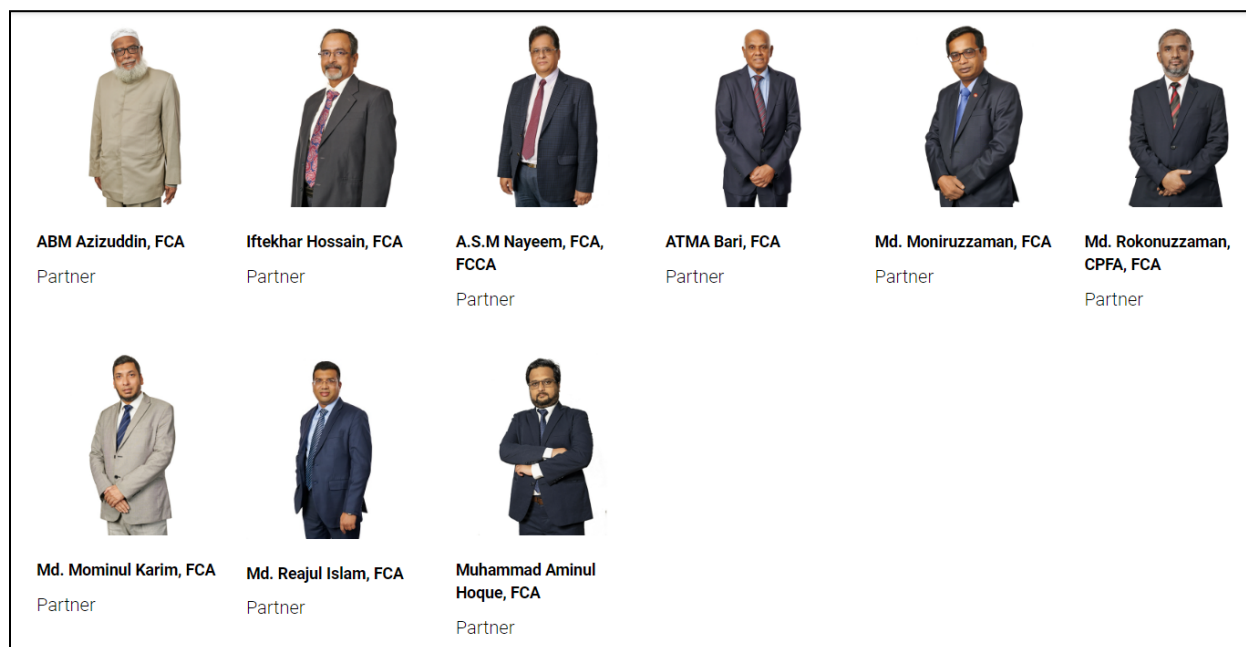 ABM Azizuddin, FCA
Partner
Iftekhar Hossain, FCA
Partner
A.S.M Nayeem, FCA,
FCCA
Partner
ATMA Bari, FCA
Partner
Md. Moniruzzaman, FCA
Partner
Md. Rokonuzzaman,
CPFA, FCA
Partner
Md. Mominul Karim, FCA
Partner
Md. Reajul Islam, FCA
Partner
Muhammad Aminul
Hoque, FCA
Partner